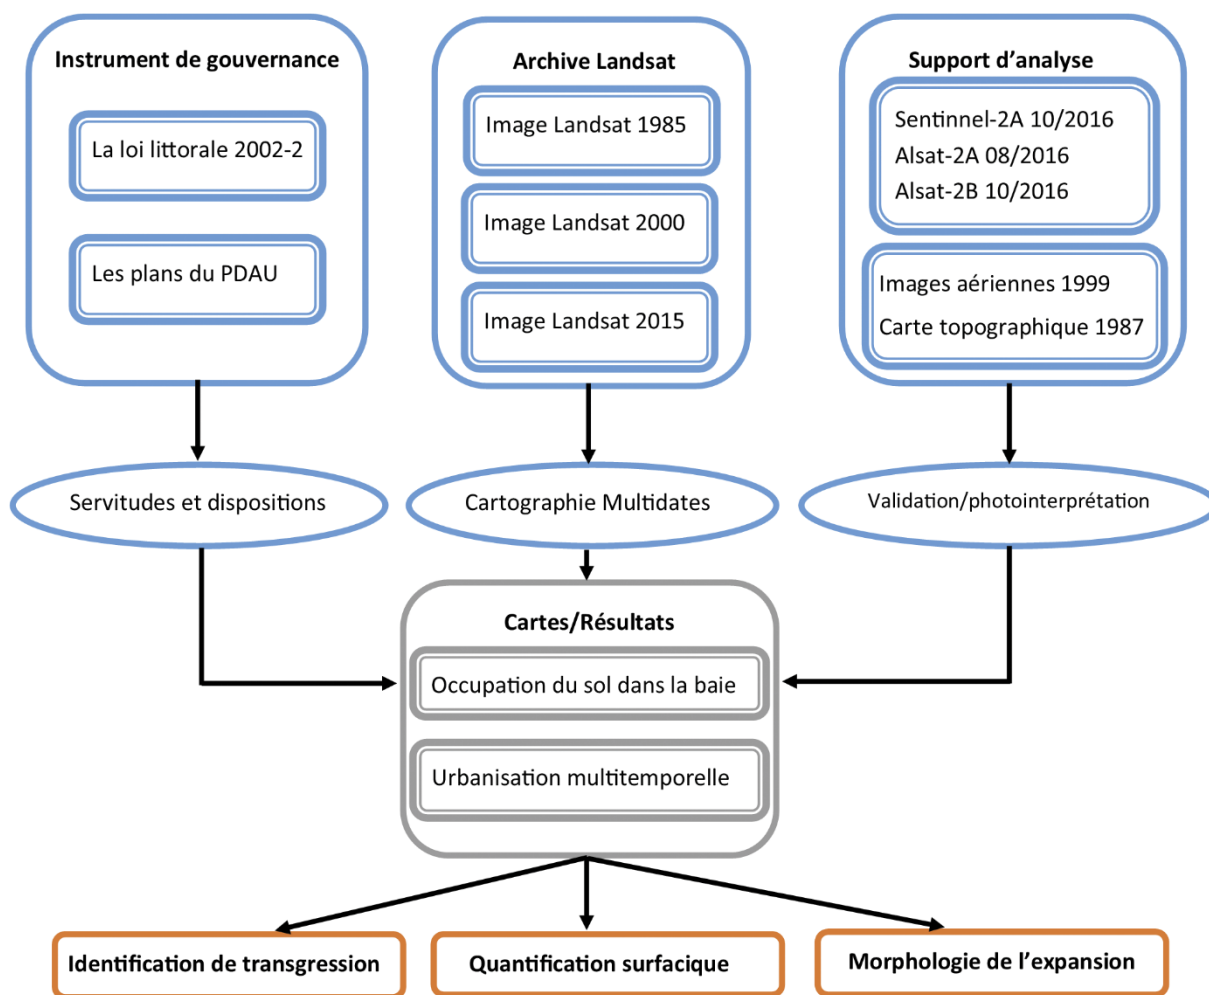 Instrument de gouvernance
La loi littorale 2002-2
Les plans du PDAU
Archive Landsat
Image Landsat 1985
Image Landsat 2000
Image Landsat 2015
Support d’analyse
Sentinnel-2A 10/2016
Alsat-2A 08/2016
Alsat-2B 10/2016
Images aériennes 1999
Carte topographique 1987
Servitudes et dispositions
Cartographie Multidates
Validation/photointerprétation
Cartes/Résultats
Occupation du sol dans la baie
Urbanisation multitemporelle
Identification de transgression
Quantification surfacique
Morphologie de l’expansion